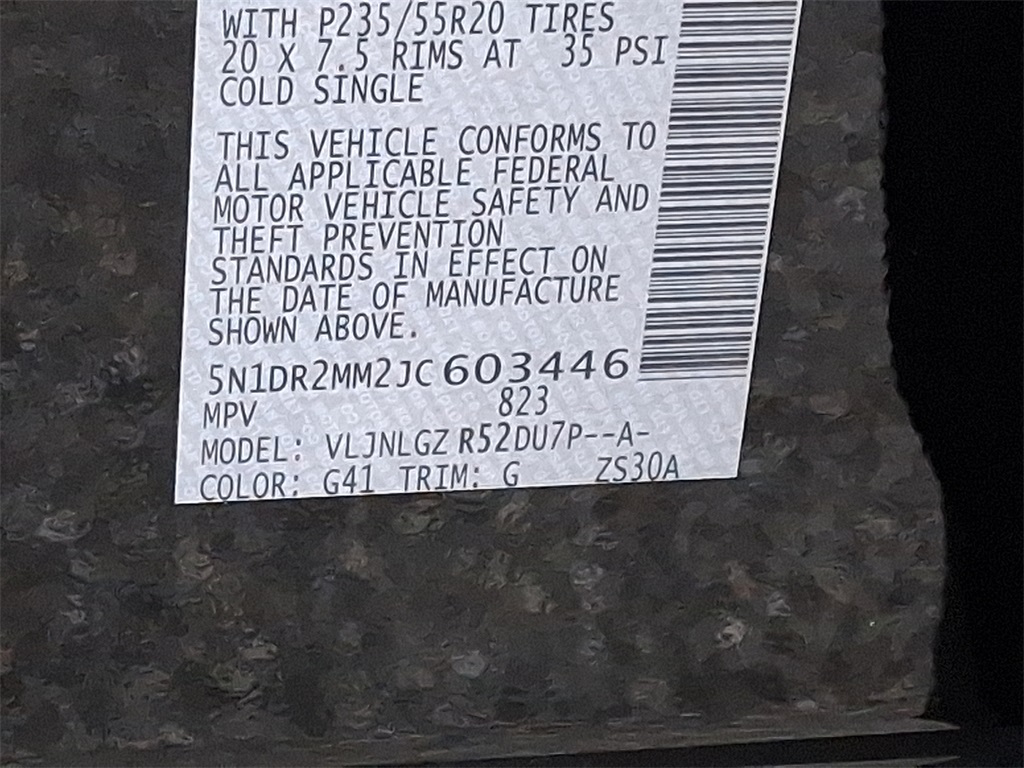 WITH P235/55R20 TIRES
20 X 7.5 RIMS AT 35 PSI
COLD SINGLE
THIS VEHICLE CONFORMS TO
ALL APPLICABLE FEDERAL
MOTOR VEHICLE SAFETY AND
THEFT PREVENTION
STANDARDS IN EFFECT ON
THE DATE OF MANUFACTURE
SHOWN ABOVE.
5N1DR2MM2JC603446
MPV 823
MODEL: VLJNLGZ R52DU7P--A-
COLOR: G41 TRIM: G ZS30A